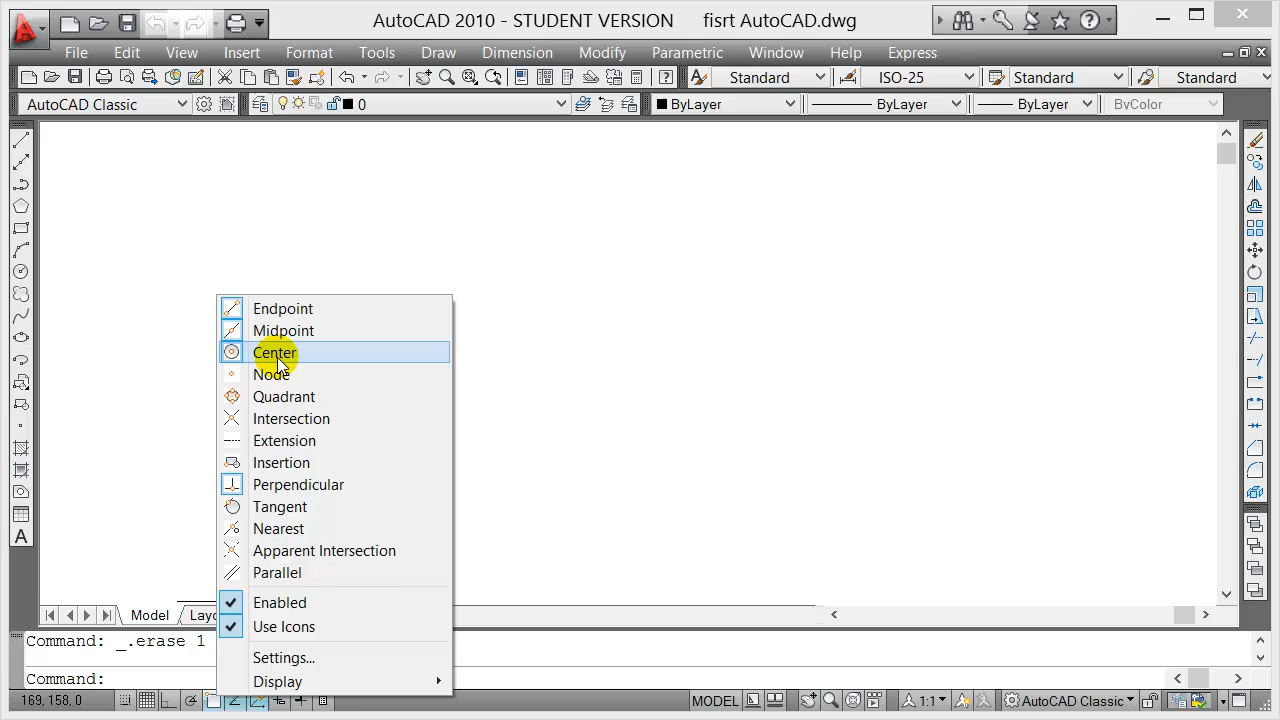 AutoCAD 2010 - STUDENT VERSION fisrt AutoCAD.dwg
File Edit View Insert Format Tools Draw Dimension Modify Parametric Window Help Express
Standard ISO-25 Standard Standard
AutoCAD Classic 0 ByLayer ByLayer ByLayer ByColor
Endpoint
Midpoint
Center
Node
Quadrant
Intersection
Extension
Insertion
Perpendicular
Tangent
Nearest
Apparent Intersection
Parallel
Enabled
Model Layo
Use Icons
Command: _.erase 1
Settings...
Command:
Display
169, 158, 0 MODEL 1:1 AutoCAD Classic